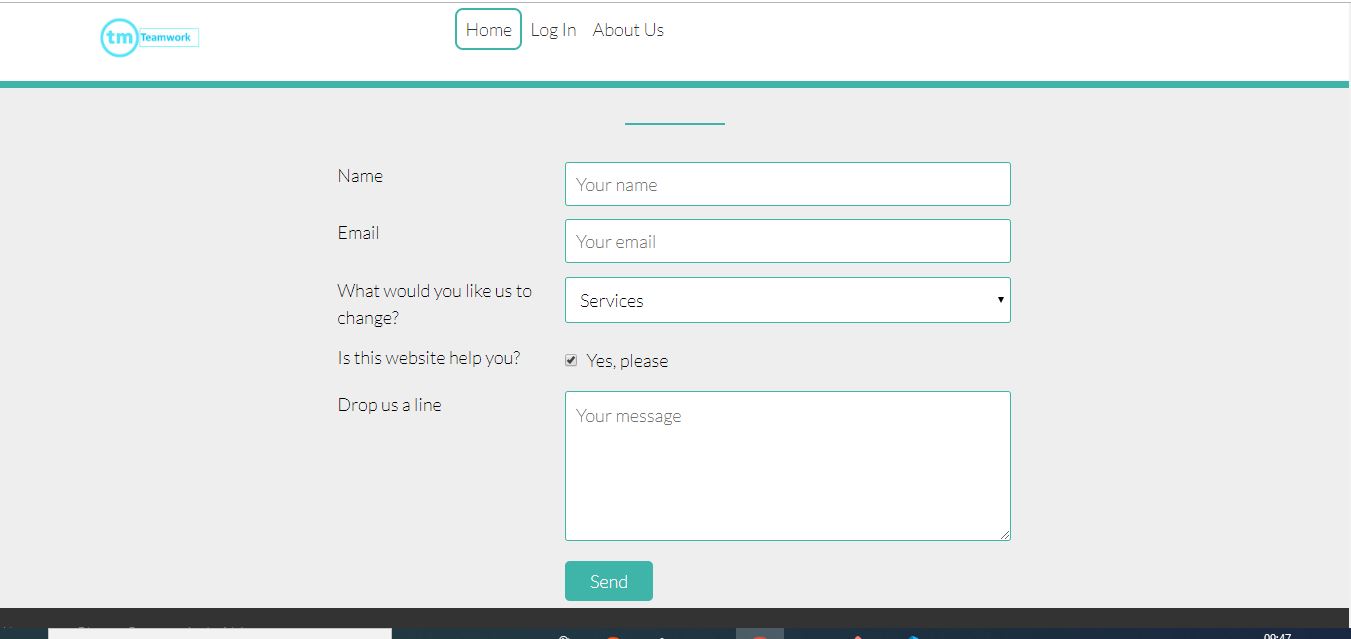 tm Teamwork
Home Log In About Us
Name
Your name
Email
Your email
What would you like us to
change?
Services
Is this website help you?
Yes, please
Drop us a line
Your message
Send